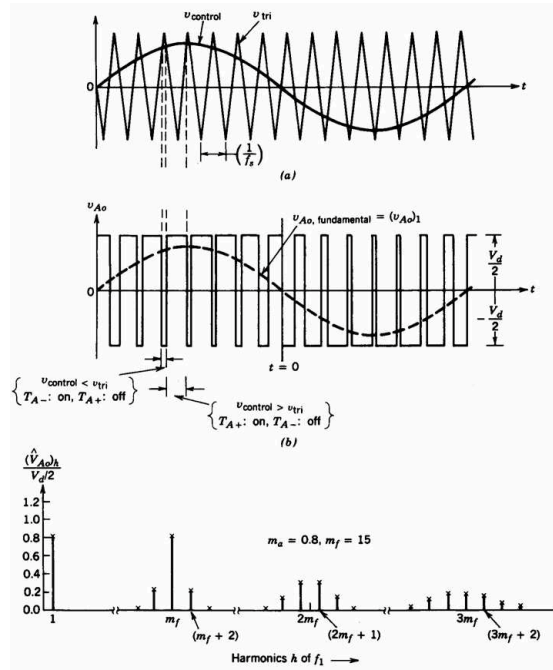 v_control v_tri
0 t
(1/f_s)
(a)
v_Ao
v_Ao, fundamental = (v_Ao)_1
V_d/2
0 t
-V_d/2
t = 0
{ v_control < v_tri
T_A-: on, T_A+: off }
{ v_control > v_tri
T_A+: on, T_A-: off }
(b)
(V̂_Ao)_h / V_d/2
1.2
1.0
0.8
m_a = 0.8, m_f = 15
0.6
0.4
0.2
0.0
1 m_f 2m_f 3m_f
(m_f + 2) (2m_f + 1) (3m_f + 2)
Harmonics h of f_1 →